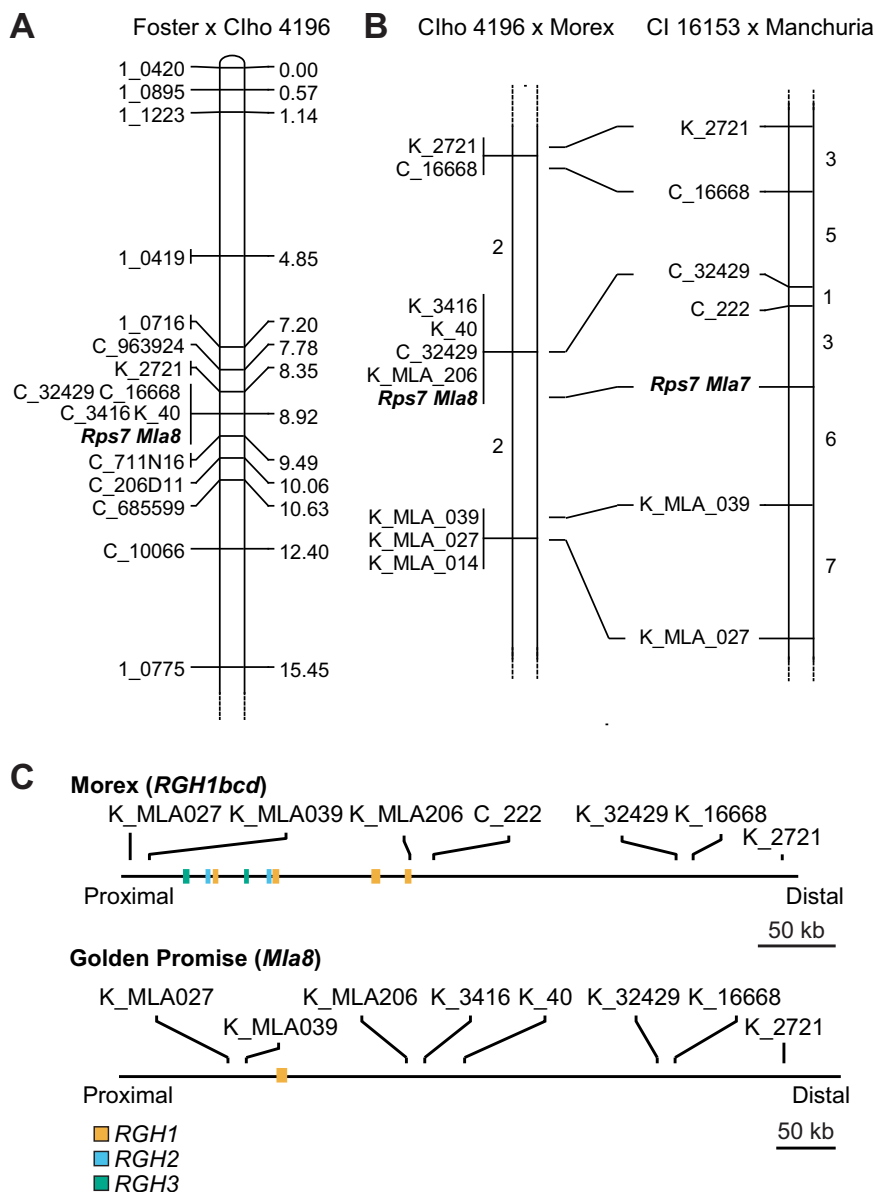 A
Foster x CIho 4196
1_0420 0.00
1_0895 0.57
1_1223 1.14
1_0419 4.85
1_0716 7.20
C_963924 7.78
K_2721 8.35
C_32429 C_16668
C_3416 K_40 8.92
Rps7 Mla8
C_711N16 9.49
C_206D11 10.06
C_685599 10.63
C_10066 12.40
1_0775 15.45
B
CIho 4196 x Morex
K_2721
C_16668
2
K_3416
K_40
C_32429
K_MLA_206
Rps7 Mla8
2
K_MLA_039
K_MLA_027
K_MLA_014
CI 16153 x Manchuria
K_2721
3
C_16668
5
C_32429
1
C_222
3
Rps7 Mla7
6
K_MLA_039
7
K_MLA_027
C
Morex (RGH1bcd)
K_MLA027 K_MLA039 K_MLA206 C_222 K_32429 K_16668
K_2721
Proximal Distal
50 kb
Golden Promise (Mla8)
K_MLA027 K_MLA206 K_3416 K_40 K_32429 K_16668
K_MLA039 K_2721
Proximal Distal
50 kb
RGH1
RGH2
RGH3